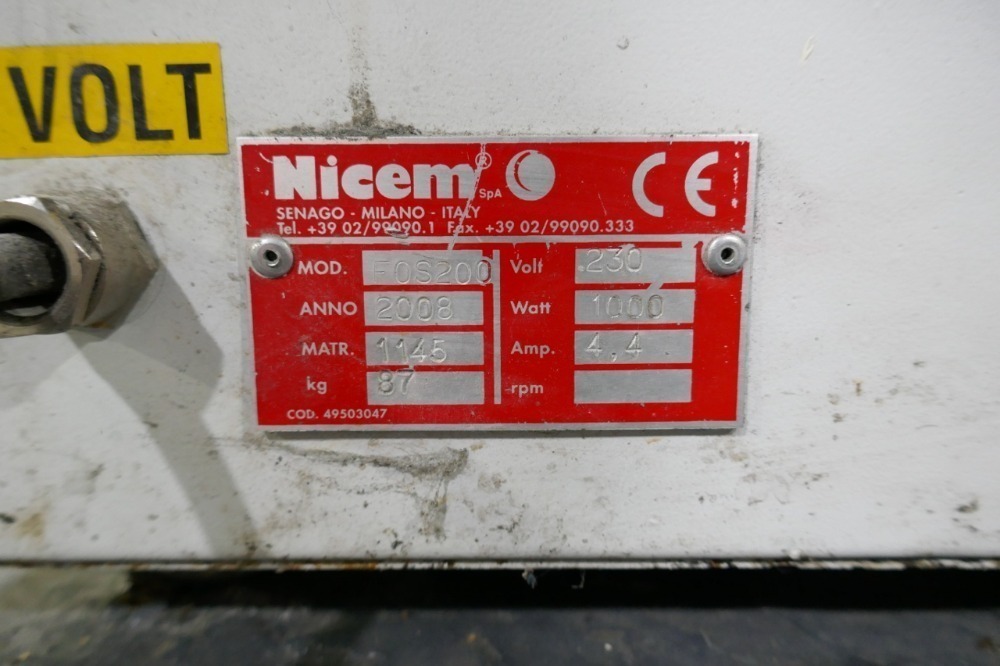 VOLT
Nicem® SpA CE
SENAGO - MILANO - ITALY
Tel. +39 02/99090.1 Fax. +39 02/99090.333
MOD. FOS200 Volt 230
ANNO 2008 Watt 1000
MATR. 1145 Amp. 4,4
kg 87 rpm
COD. 49503047